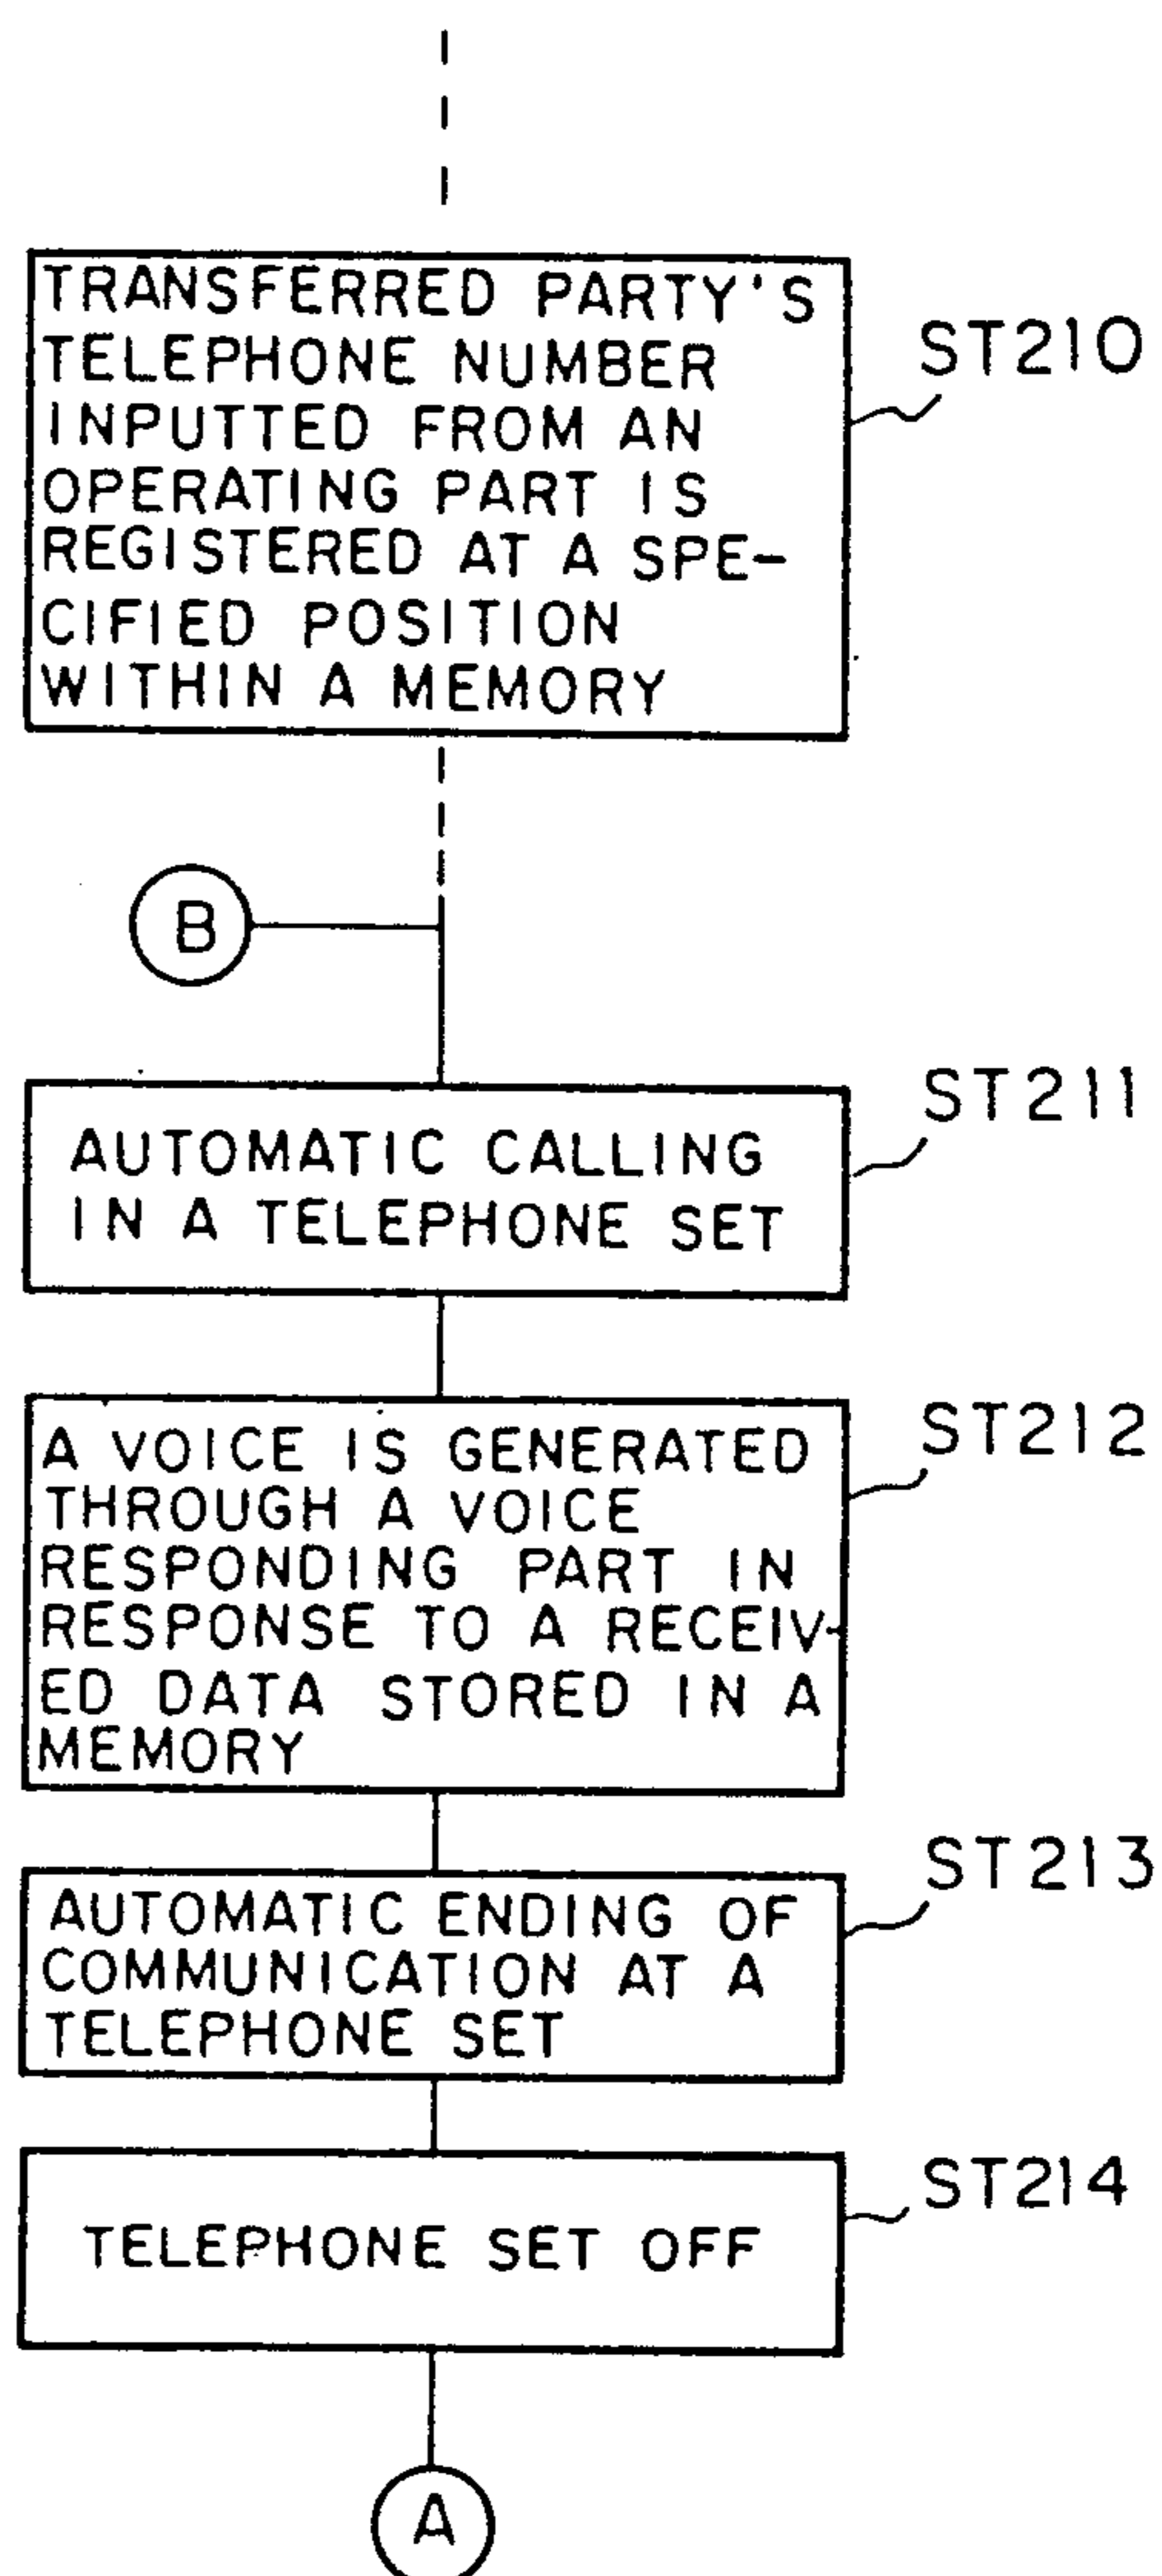 TRANSFERRED PARTY'S
TELEPHONE NUMBER
INPUTTED FROM AN
OPERATING PART IS
REGISTERED AT A SPE-
CIFIED POSITION
WITHIN A MEMORY
ST210
B
AUTOMATIC CALLING
IN A TELEPHONE SET
ST211
A VOICE IS GENERATED
THROUGH A VOICE
RESPONDING PART IN
RESPONSE TO A RECEIV-
ED DATA STORED IN A
MEMORY
ST212
AUTOMATIC ENDING OF
COMMUNICATION AT A
TELEPHONE SET
ST213
TELEPHONE SET OFF
ST214
A